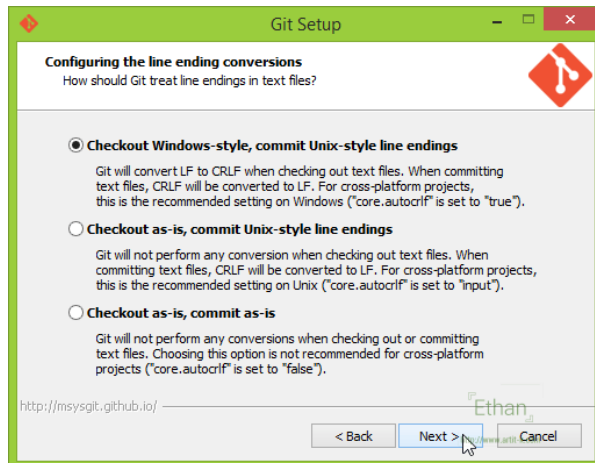 Git Setup
Configuring the line ending conversions
How should Git treat line endings in text files?
Checkout Windows-style, commit Unix-style line endings
Git will convert LF to CRLF when checking out text files. When committing
text files, CRLF will be converted to LF. For cross-platform projects,
this is the recommended setting on Windows ("core.autocrlf" is set to "true").
Checkout as-is, commit Unix-style line endings
Git will not perform any conversion when checking out text files. When
committing text files, CRLF will be converted to LF. For cross-platform projects,
this is the recommended setting on Unix ("core.autocrlf" is set to "input").
Checkout as-is, commit as-is
Git will not perform any conversions when checking out or committing
text files. Choosing this option is not recommended for cross-platform
projects ("core.autocrlf" is set to "false").
http://msysgit.github.io/
Ethan
< Back Next > Cancel